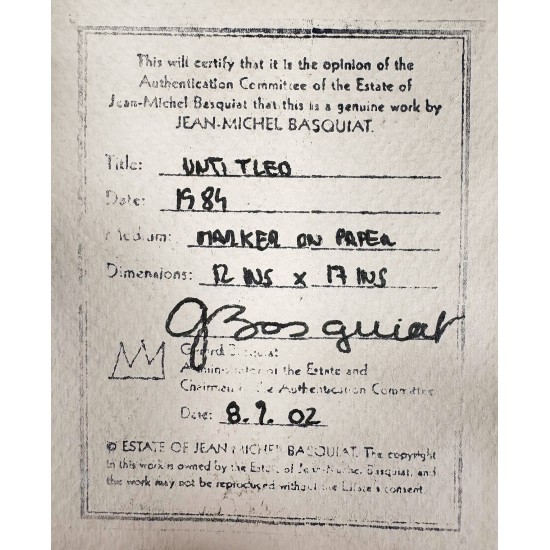 This will certify that it is the opinion of the
Authentication Committee of the Estate of
Jean-Michel Basquiat that this is a genuine work by
JEAN-MICHEL BASQUIAT.
Title: UNTITLED
Date: 1984
Medium: MARKER ON PAPER
Dimensions: 12 INS x 17 INS
GBasquiat
Gerard Basquiat
Administrator of the Estate and
Chairman of the Authentication Committee
Date: 8.9.02
© ESTATE OF JEAN MICHEL BASQUIAT. The copyright
in this work is owned by the Estate of Jean-Michel Basquiat, and
this work may not be reproduced without the Estate's consent.